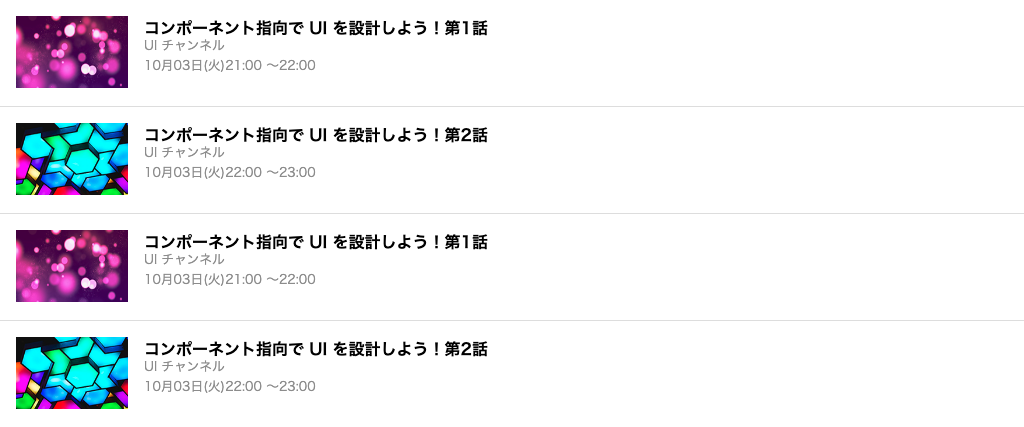 コンポーネント指向で UI を設計しよう！第1話
UI チャンネル
10月03日(火)21:00 〜22:00
コンポーネント指向で UI を設計しよう！第2話
UI チャンネル
10月03日(火)22:00 〜23:00
コンポーネント指向で UI を設計しよう！第1話
UI チャンネル
10月03日(火)21:00 〜22:00
コンポーネント指向で UI を設計しよう！第2話
UI チャンネル
10月03日(火)22:00 〜23:00